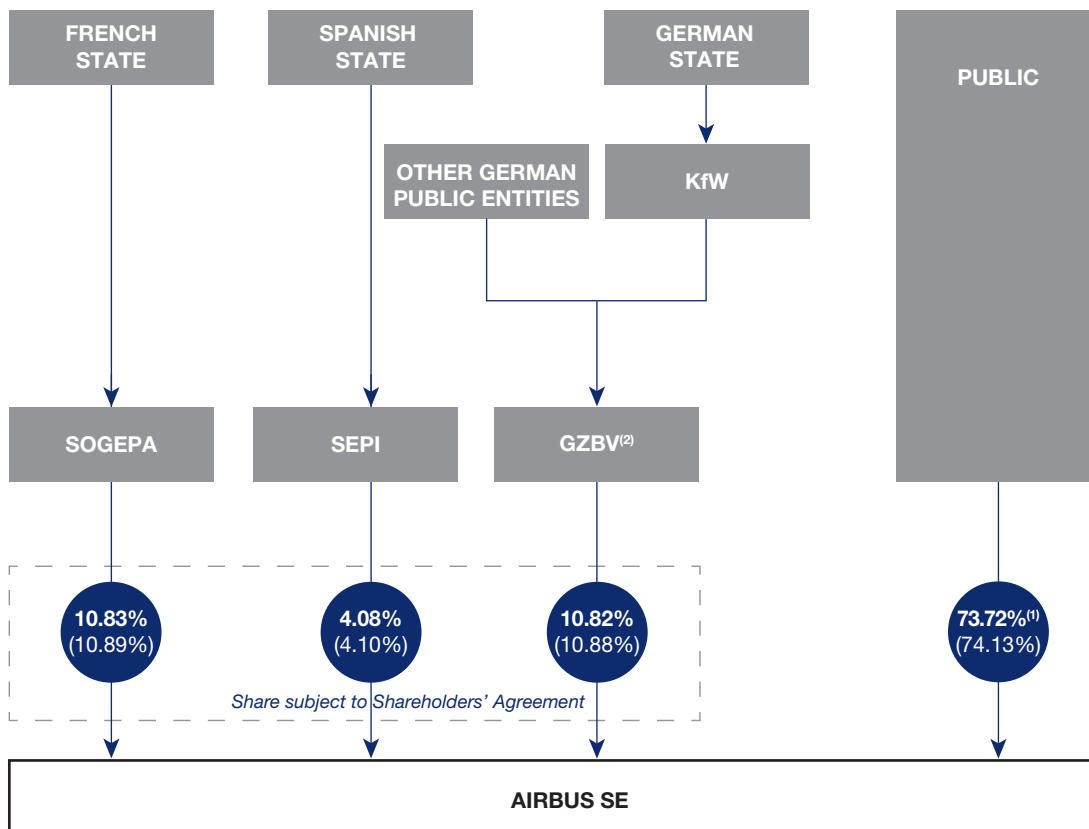 FRENCH
STATE
SPANISH
STATE
GERMAN
STATE
PUBLIC
OTHER GERMAN
PUBLIC ENTITIES
KfW
SOGEPA
SEPI
GZBV(2)
10.83%
(10.89%)
4.08%
(4.10%)
10.82%
(10.88%)
73.72%(1)
(74.13%)
Share subject to Shareholders’ Agreement
AIRBUS SE